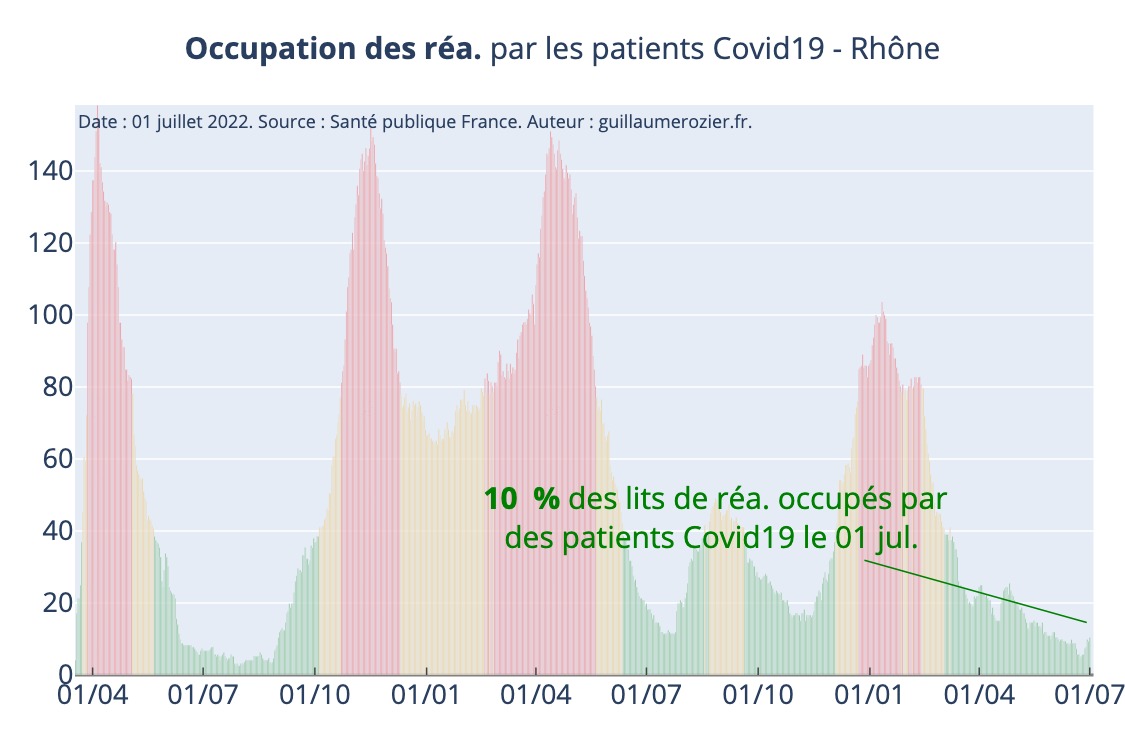 Occupation des réa. par les patients Covid19 - Rhône
Date : 01 juillet 2022. Source : Santé publique France. Auteur : guillaumerozier.fr.
140
120
100
80
60
40
20
0
10 % des lits de réa. occupés par
des patients Covid19 le 01 jul.
01/04 01/07 01/10 01/01 01/04 01/07 01/10 01/01 01/04 01/07